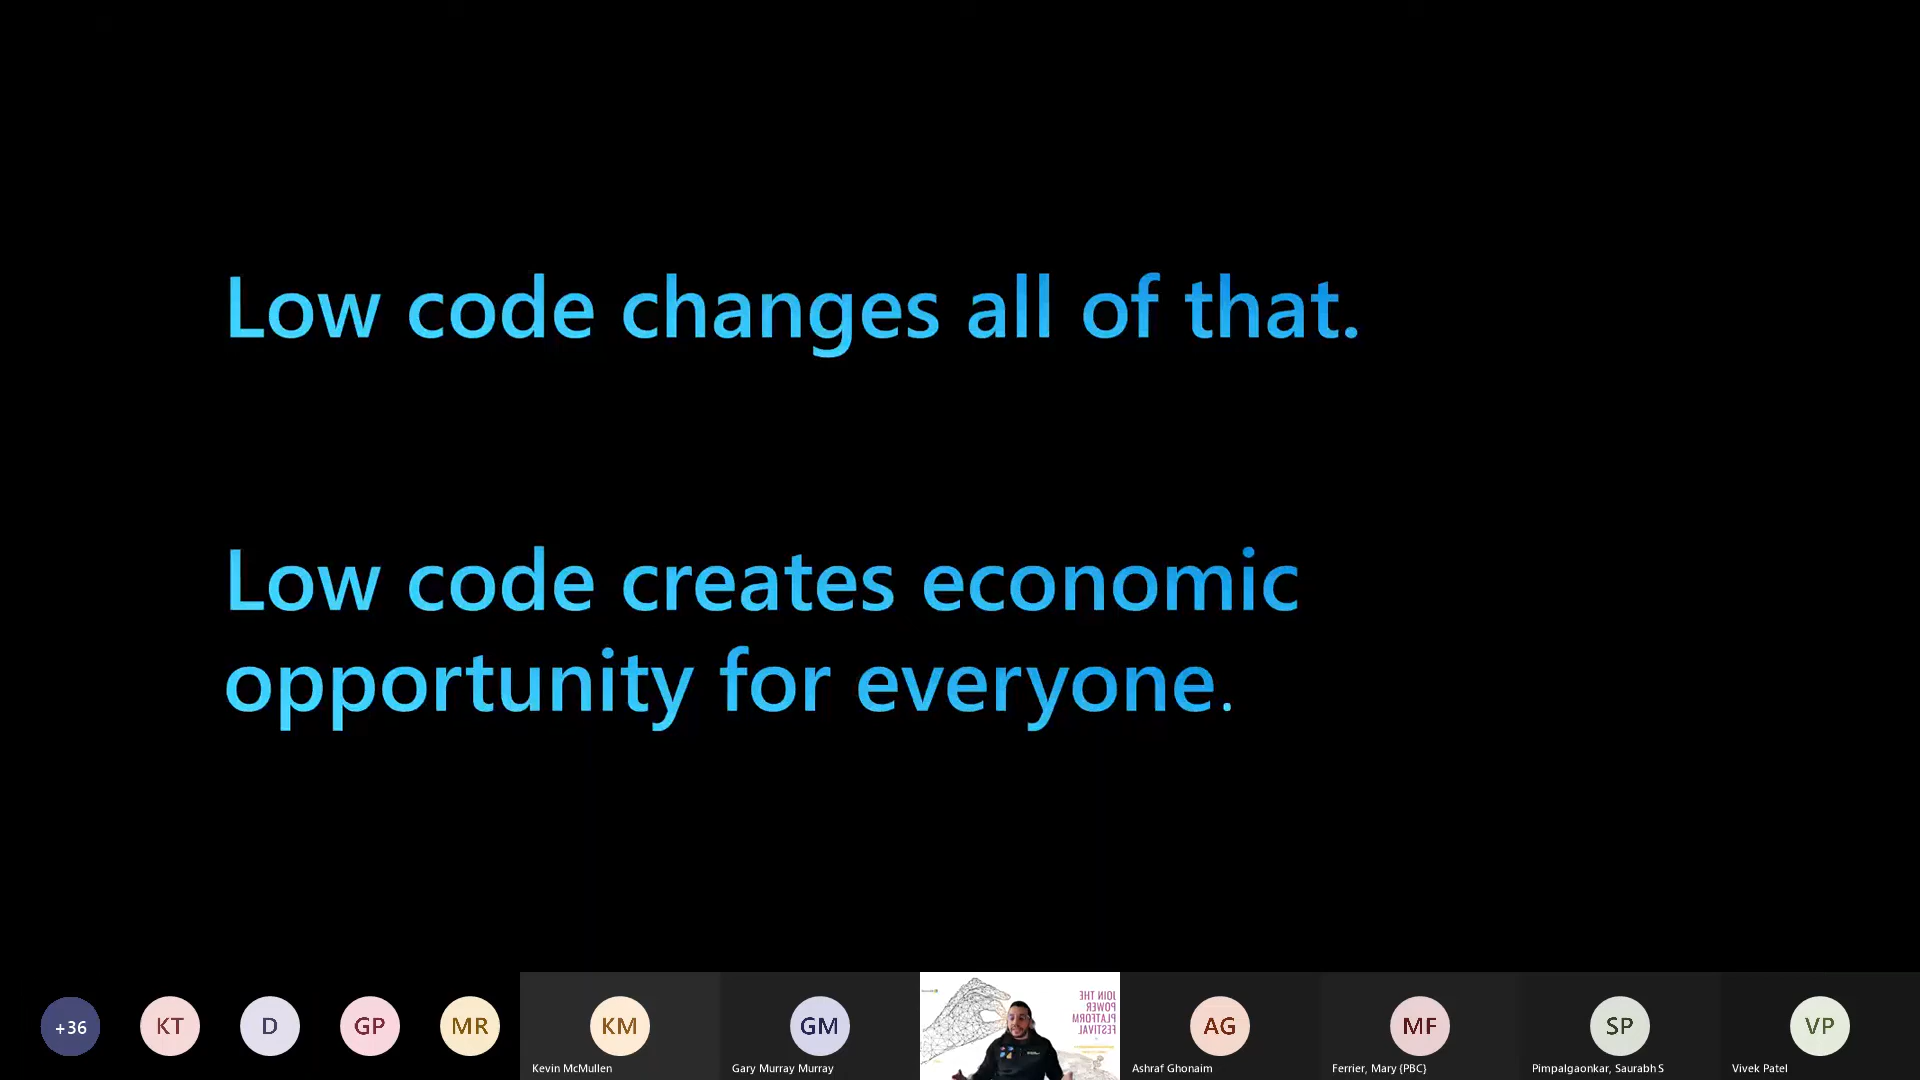 Low code changes all of that.
Low code creates economic
opportunity for everyone.
JOIN THE
POWER
PLATFORM
FESTIVAL
+36
KT
D
GP
MR
KM
GM
AG
MF
SP
VP
Kevin McMullen
Gary Murray Murray
Ashraf Ghonaim
Ferrier, Mary (PBC)
Pimpalgaonkar, Saurabh S
Vivek Patel